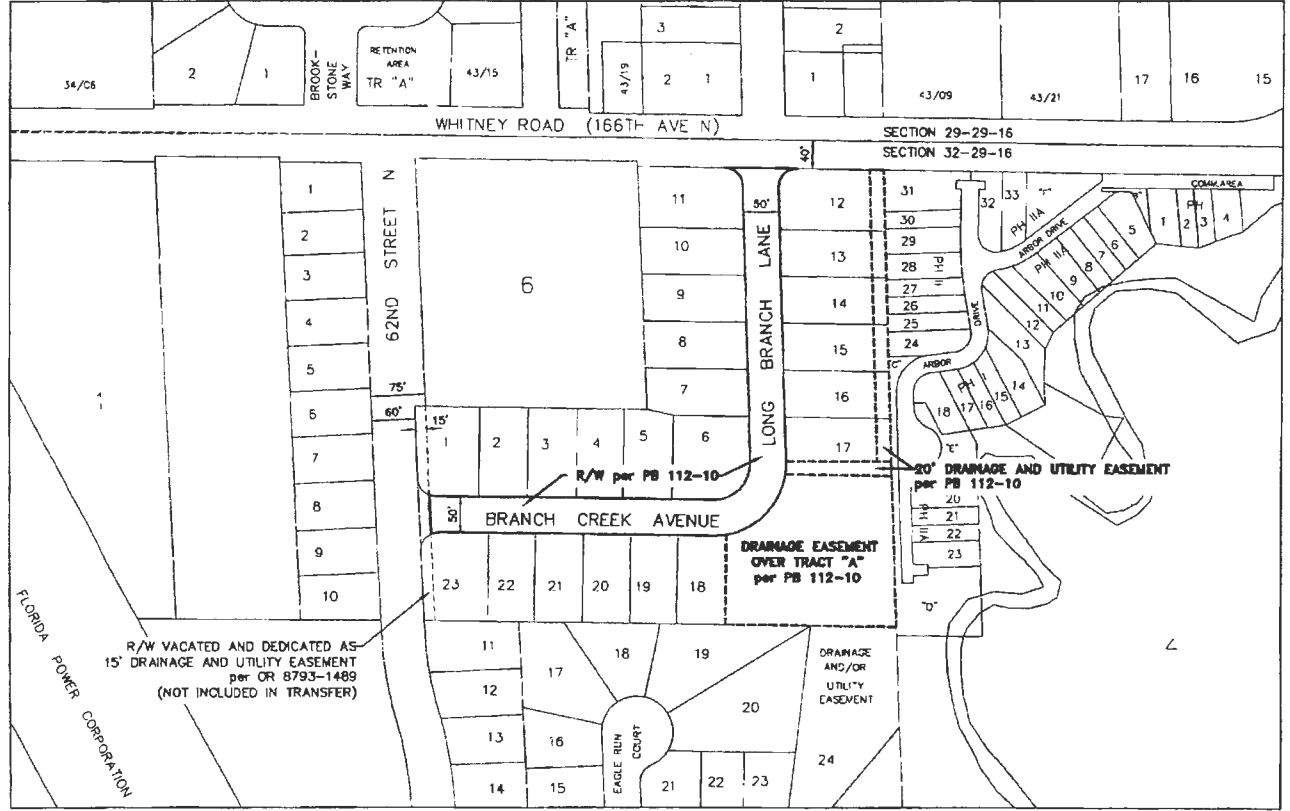 34/C6
2
1
BROOK-
STONE
WAY
RETENTION
AREA
TR "A"
43/15
TR "A"
43/19
3
2
1
2
1
43/09
43/21
17
16
15
WHITNEY ROAD (166TH AVE N)
SECTION 29-29-16
SECTION 32-29-16
40'
1
2
3
4
5
6
7
8
9
10
62ND STREET N
6
11
10
9
8
7
50'
LONG BRANCH LANE
12
13
14
15
16
17
31
30
29
28
27
26
25
24
PH II
"C"
32
33
"F"
PH IIA
ARBOR DRIVE
PH IIA
COMM.AREA
"B"
PH
1
2
3
4
5
6
7
8
9
10
11
12
13
14
15
16
17
18
PH I
ARBOR
DRIVE
"E"
75'
60'
15'
1
2
3
4
5
6
R/W per PB 112-10
20' DRAINAGE AND UTILITY EASEMENT
per PB 112-10
50'
BRANCH CREEK AVENUE
20
21
22
23
PH IIA
"D"
DRAINAGE EASEMENT
OVER TRACT "A"
per PB 112-10
23
22
21
20
19
18
R/W VACATED AND DEDICATED AS
15' DRAINAGE AND UTILITY EASEMENT
per OR 8793-1489
(NOT INCLUDED IN TRANSFER)
FLORIDA POWER CORPORATION
11
12
13
14
17
16
15
18
19
20
EAGLE RUN
COURT
21
22
23
DRAINAGE
AND/OR
UTILITY
EASEMENT
24